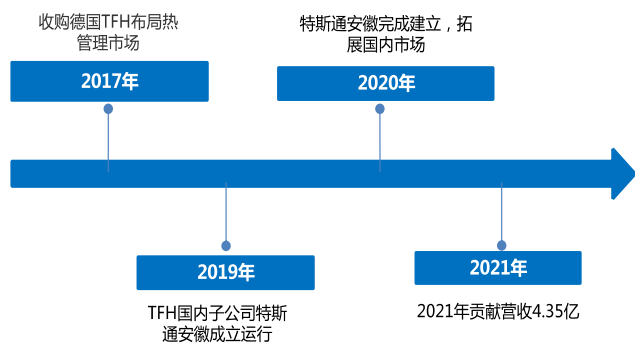 收购德国TFH布局热
管理市场
2017年
特斯通安徽完成建立，拓
展国内市场
2020年
2019年
TFH国内子公司特斯
通安徽成立运行
2021年
2021年贡献营收4.35亿